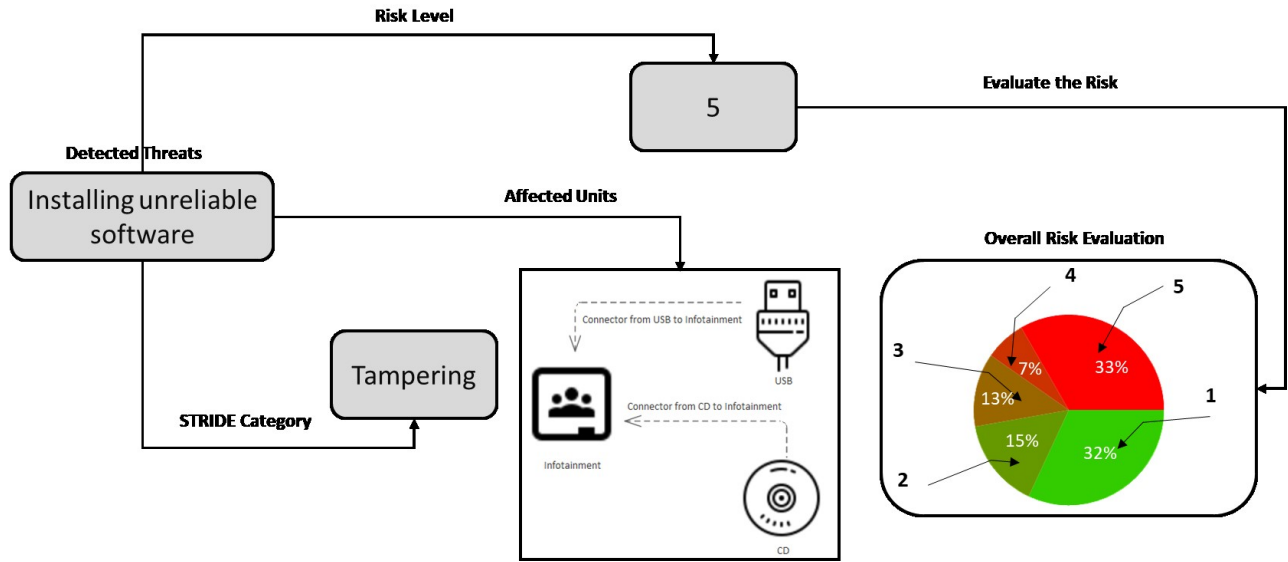 Risk Level
5
Evaluate the Risk
Detected Threats
Installing unreliable
software
Affected Units
Overall Risk Evaluation
4
5
3
7%
33%
13%
1
15%
32%
2
Connector from USB to Infotainment
USB
Tampering
Connector from CD to Infotainment
STRIDE Category
Infotainment
CD